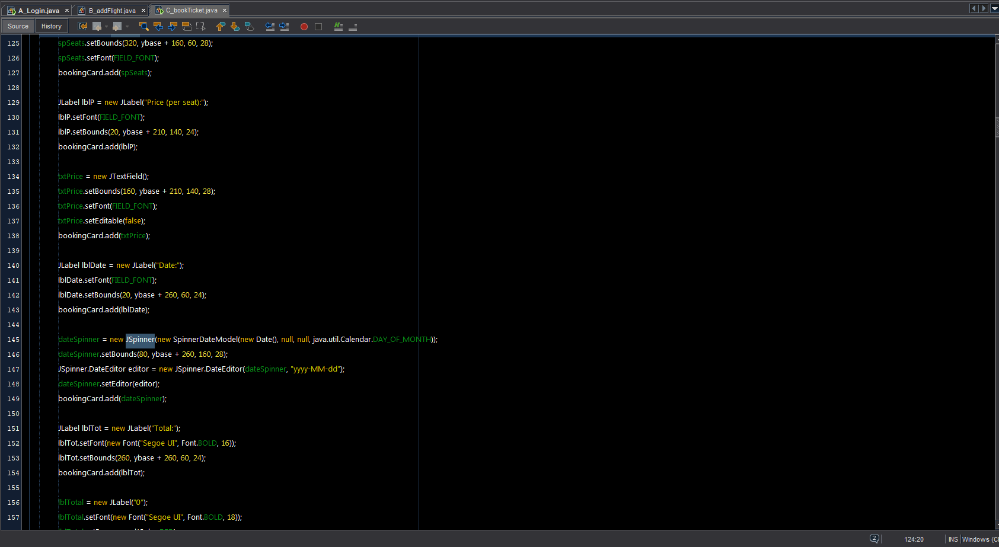 A_Login.java × B_addFlight.java × C_bookTicket.java ×
Source History
125 spSeats.setBounds(320, ybase + 160, 60, 28);
126 spSeats.setFont(FIELD_FONT);
127 bookingCard.add(spSeats);
128
129 JLabel lblP = new JLabel("Price (per seat):");
130 lblP.setFont(FIELD_FONT);
131 lblP.setBounds(20, ybase + 210, 140, 24);
132 bookingCard.add(lblP);
133
134 txtPrice = new JTextField();
135 txtPrice.setBounds(160, ybase + 210, 140, 28);
136 txtPrice.setFont(FIELD_FONT);
137 txtPrice.setEditable(false);
138 bookingCard.add(txtPrice);
139
140 JLabel lblDate = new JLabel("Date:");
141 lblDate.setFont(FIELD_FONT);
142 lblDate.setBounds(20, ybase + 260, 60, 24);
143 bookingCard.add(lblDate);
144
145 dateSpinner = new JSpinner(new SpinnerDateModel(new Date(), null, null, java.util.Calendar.DAY_OF_MONTH));
146 dateSpinner.setBounds(80, ybase + 260, 160, 28);
147 JSpinner.DateEditor editor = new JSpinner.DateEditor(dateSpinner, "yyyy-MM-dd");
148 dateSpinner.setEditor(editor);
149 bookingCard.add(dateSpinner);
150
151 JLabel lblTot = new JLabel("Total:");
152 lblTot.setFont(new Font("Segoe UI", Font.BOLD, 16));
153 lblTot.setBounds(260, ybase + 260, 60, 24);
154 bookingCard.add(lblTot);
155
156 lblTotal = new JLabel("0");
157 lblTotal.setFont(new Font("Segoe UI", Font.BOLD, 18));
2 124:20 INS Windows (C